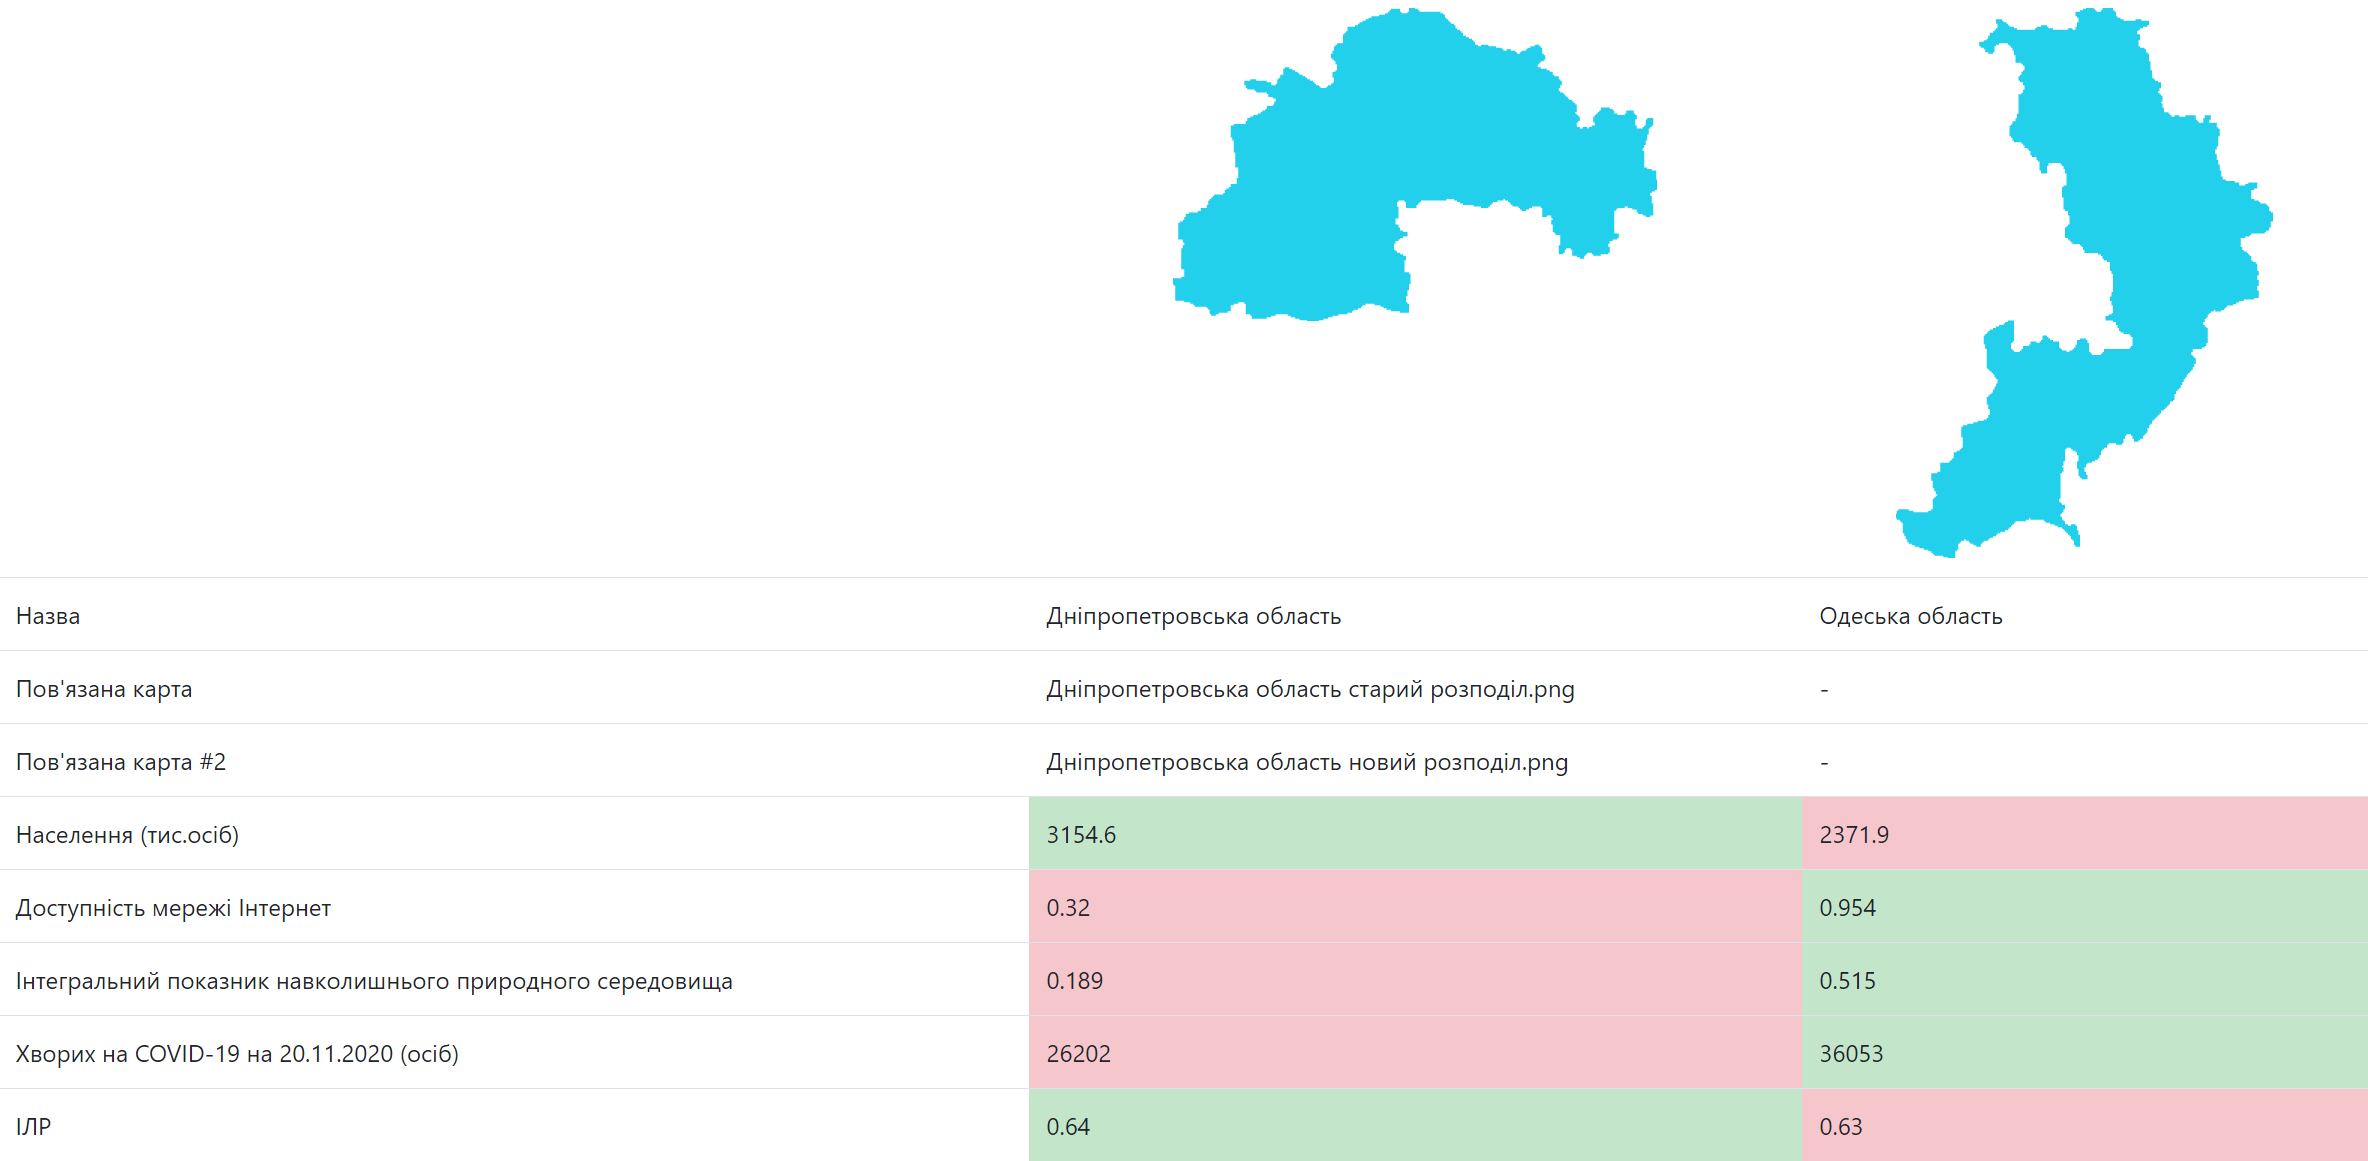 Назва Дніпропетровська область Одеська область
Пов'язана карта Дніпропетровська область старий розподіл.png -
Пов'язана карта #2 Дніпропетровська область новий розподіл.png -
Населення (тис.осіб) 3154.6 2371.9
Доступність мережі Інтернет 0.32 0.954
Інтегральний показник навколишнього природного середовища 0.189 0.515
Хворих на COVID-19 на 20.11.2020 (осіб) 26202 36053
ІЛР 0.64 0.63